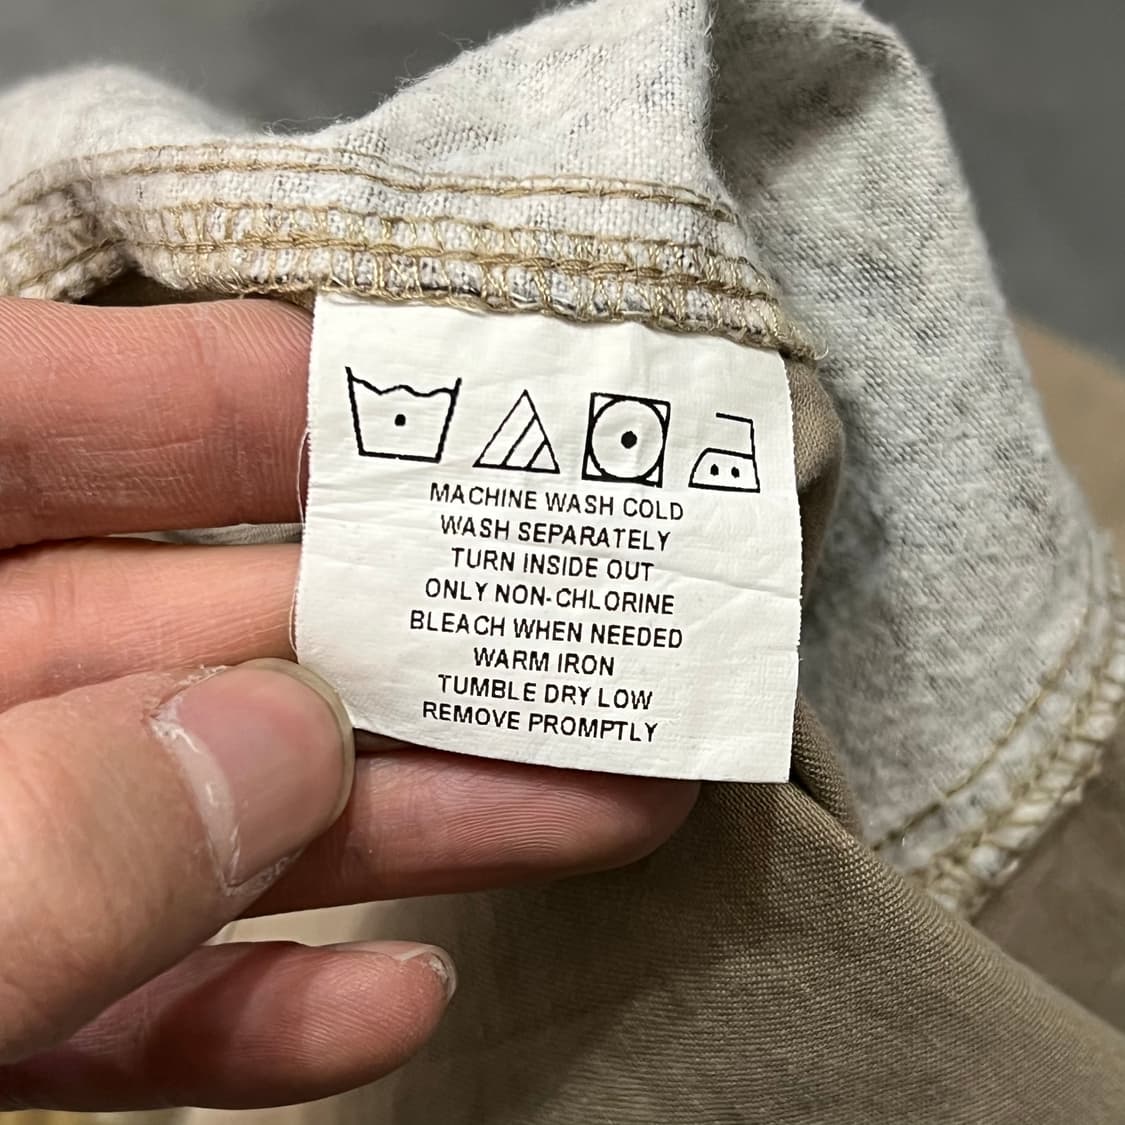 MACHINE WASH COLD
WASH SEPARATELY
TURN INSIDE OUT
ONLY NON-CHLORINE
BLEACH WHEN NEEDED
WARM IRON
TUMBLE DRY LOW
REMOVE PROMPTLY